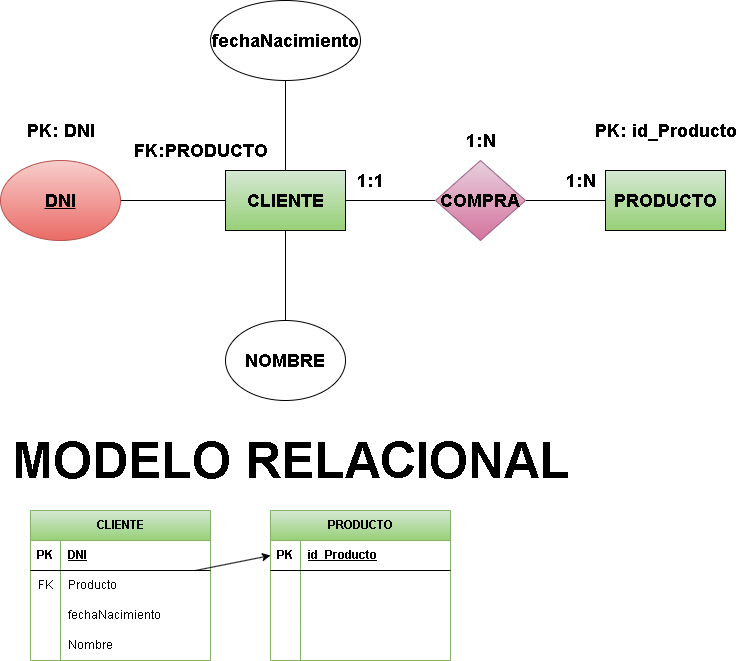 fechaNacimiento
PK: DNI
FK:PRODUCTO
1:N
PK: id_Producto
DNI
CLIENTE
1:1
COMPRA
1:N
PRODUCTO
NOMBRE
MODELO RELACIONAL
CLIENTE
PK DNI
FK Producto
fechaNacimiento
Nombre
PRODUCTO
PK id_Producto